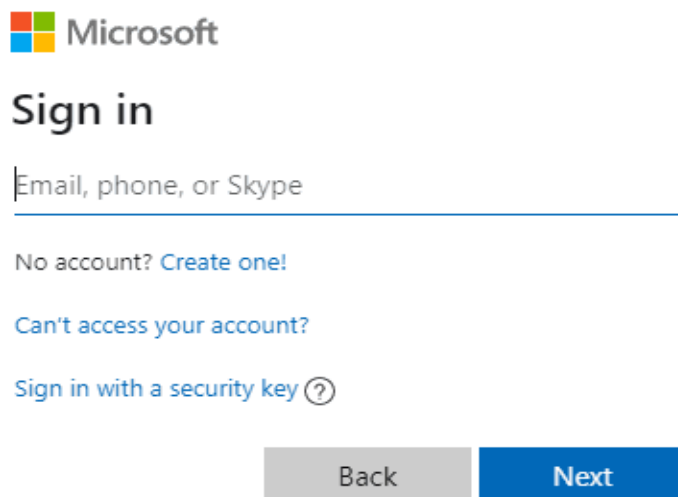 Microsoft
Sign in
Email, phone, or Skype
No account? Create one!
Can't access your account?
Sign in with a security key ?
Back Next